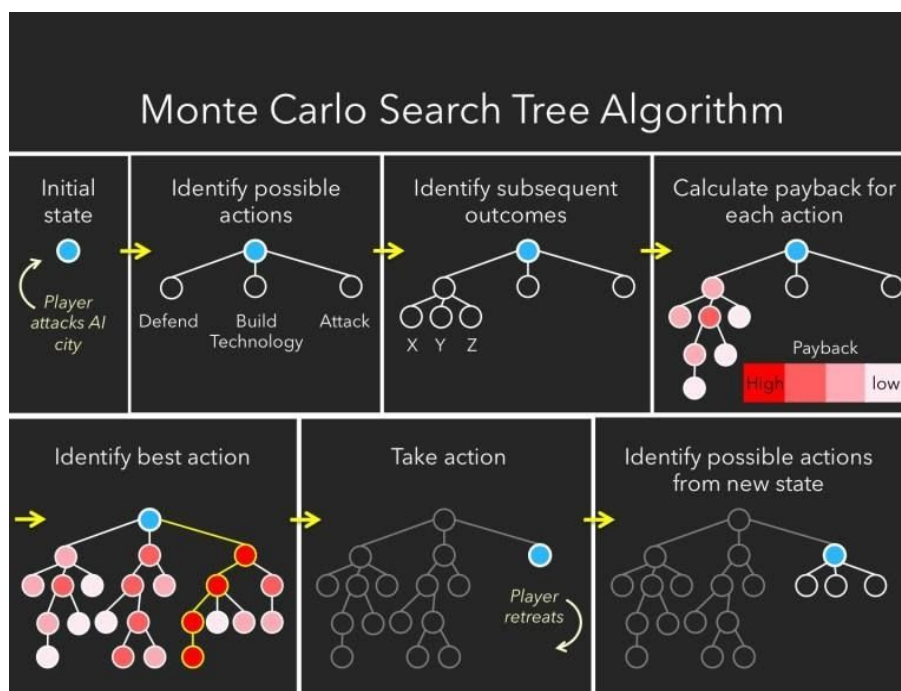 Monte Carlo Search Tree Algorithm
Initial
state
Player
attacks AI
city
Identify possible
actions
Defend
Build
Technology
Attack
Identify subsequent
outcomes
X Y Z
Calculate payback for
each action
Payback
High
low
Identify best action
Take action
Player
retreats
Identify possible actions
from new state